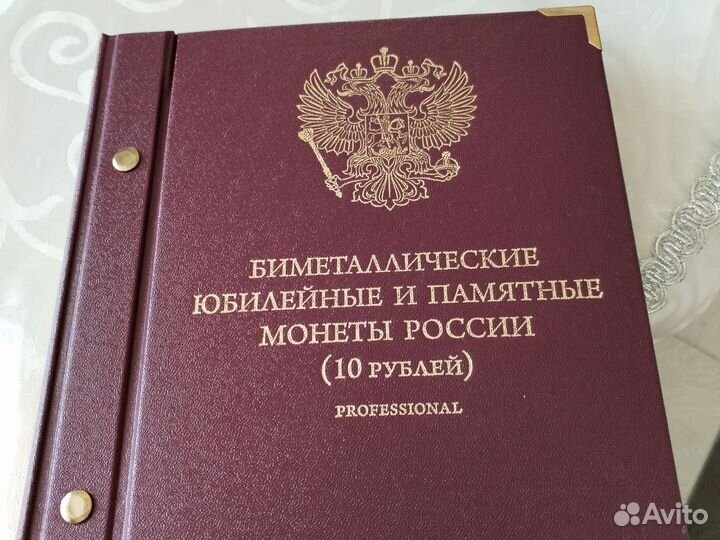 БИМЕТАЛЛИЧЕСКИЕ
ЮБИЛЕЙНЫЕ И ПАМЯТНЫЕ
МОНЕТЫ РОССИИ
(10 РУБЛЕЙ)
PROFESSIONAL
Avito